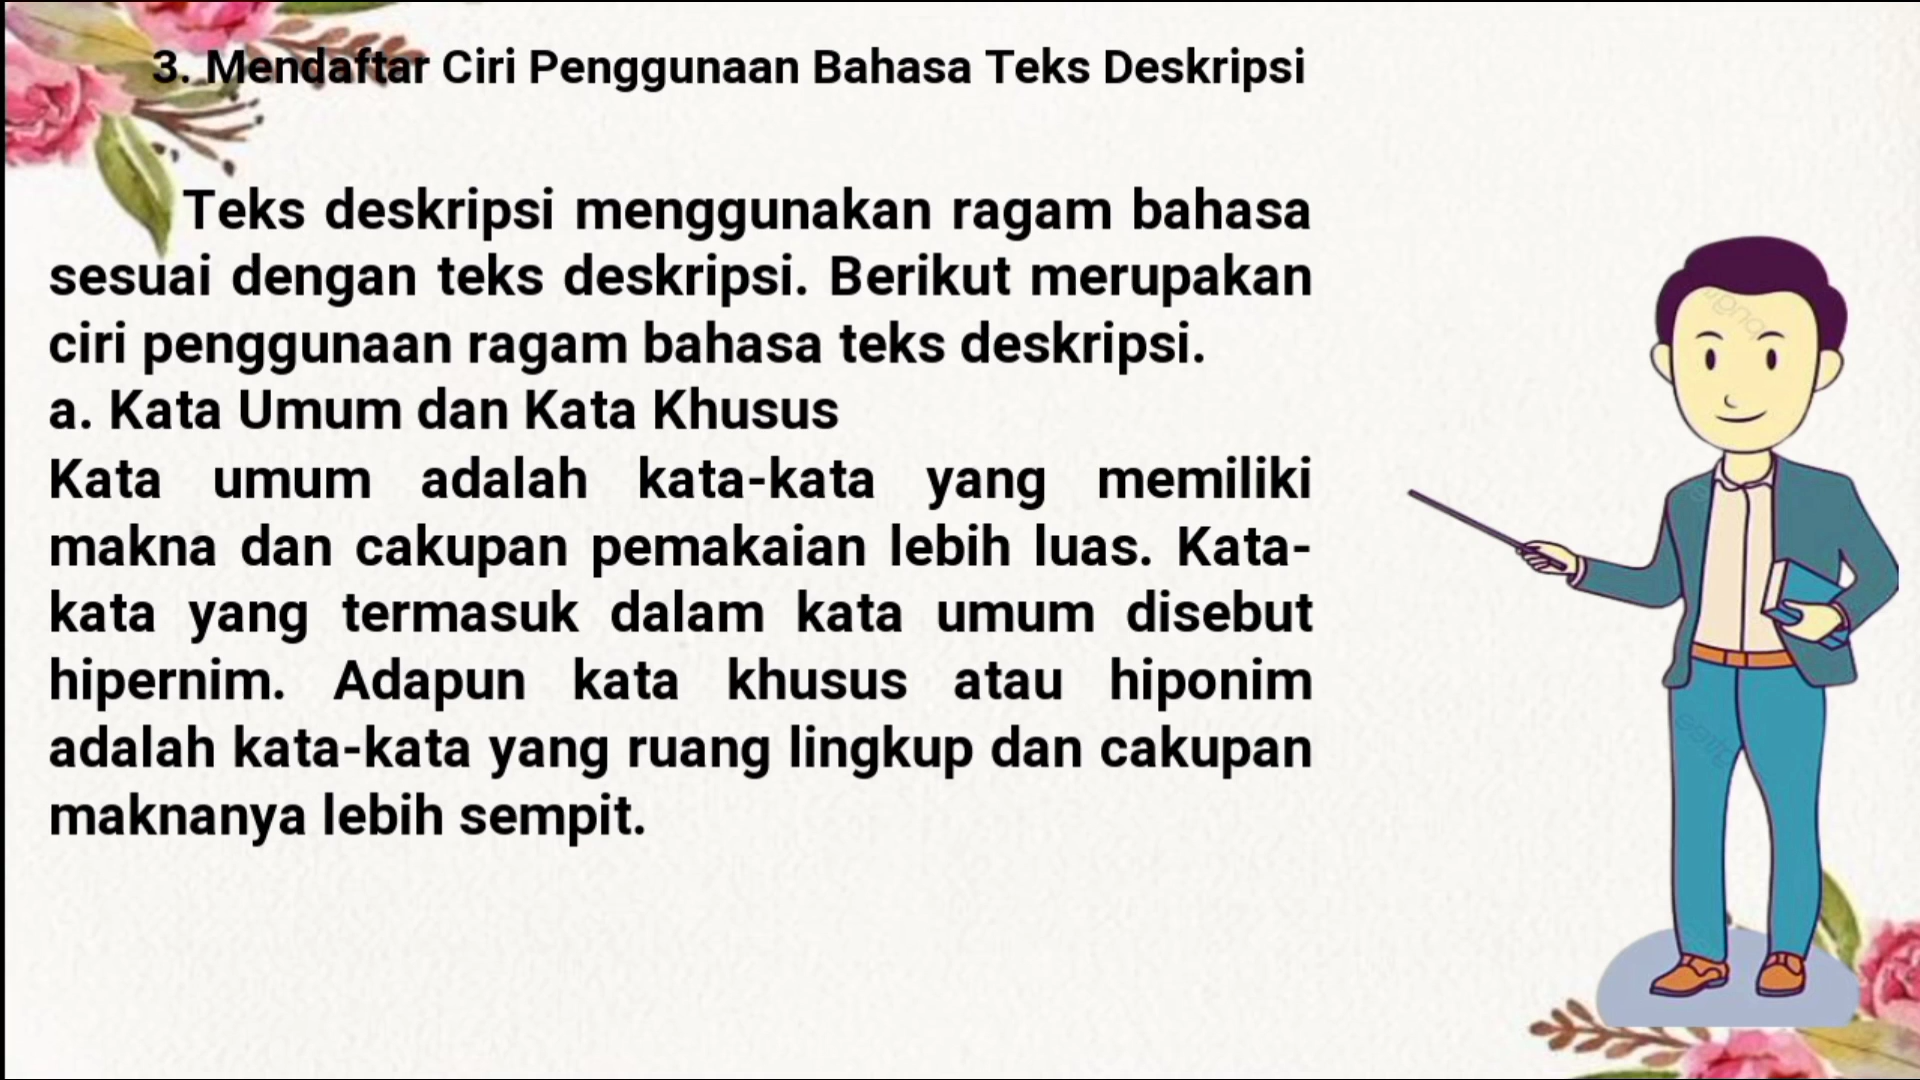 3. Mendaftar Ciri Penggunaan Bahasa Teks Deskripsi
Teks deskripsi menggunakan ragam bahasa
sesuai dengan teks deskripsi. Berikut merupakan
ciri penggunaan ragam bahasa teks deskripsi.
a. Kata Umum dan Kata Khusus
Kata umum adalah kata-kata yang memiliki
makna dan cakupan pemakaian lebih luas. Kata-
kata yang termasuk dalam kata umum disebut
hipernim. Adapun kata khusus atau hiponim
adalah kata-kata yang ruang lingkup dan cakupan
maknanya lebih sempit.